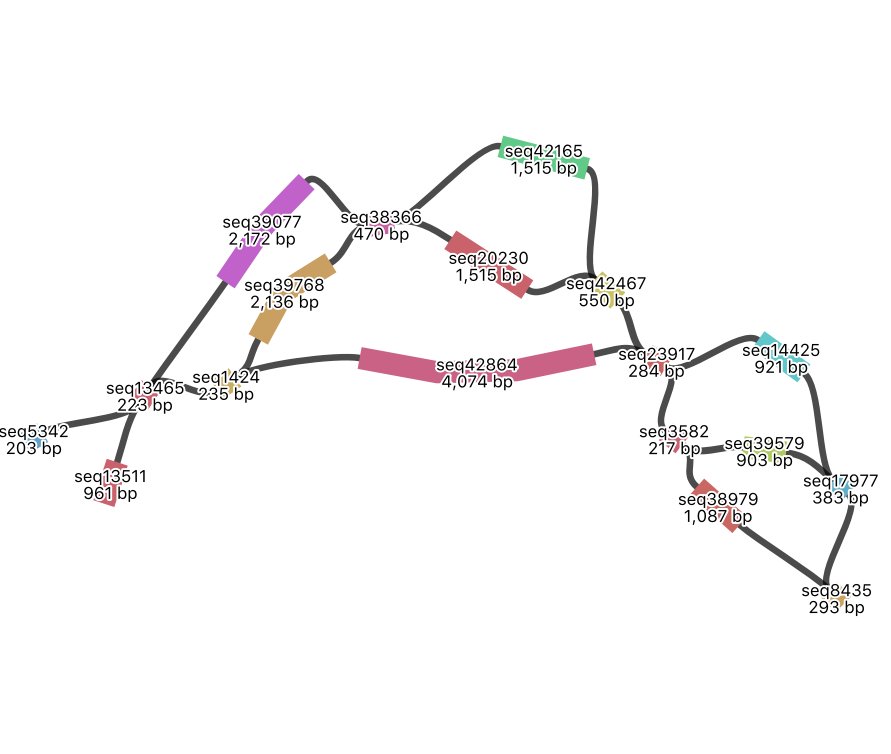 seq42165
1,515 bp
seq39077
2,172 bp
seq38366
470 bp
seq20230
1,515 bp
seq39768
2,136 bp
seq42467
550 bp
seq14425
921 bp
seq23917
284 bp
seq42864
4,074 bp
seq1424
235 bp
seq13465
223 bp
seq5342
203 bp
seq3582
217 bp
seq39579
903 bp
seq13511
961 bp
seq17977
383 bp
seq38979
1,087 bp
seq8435
293 bp